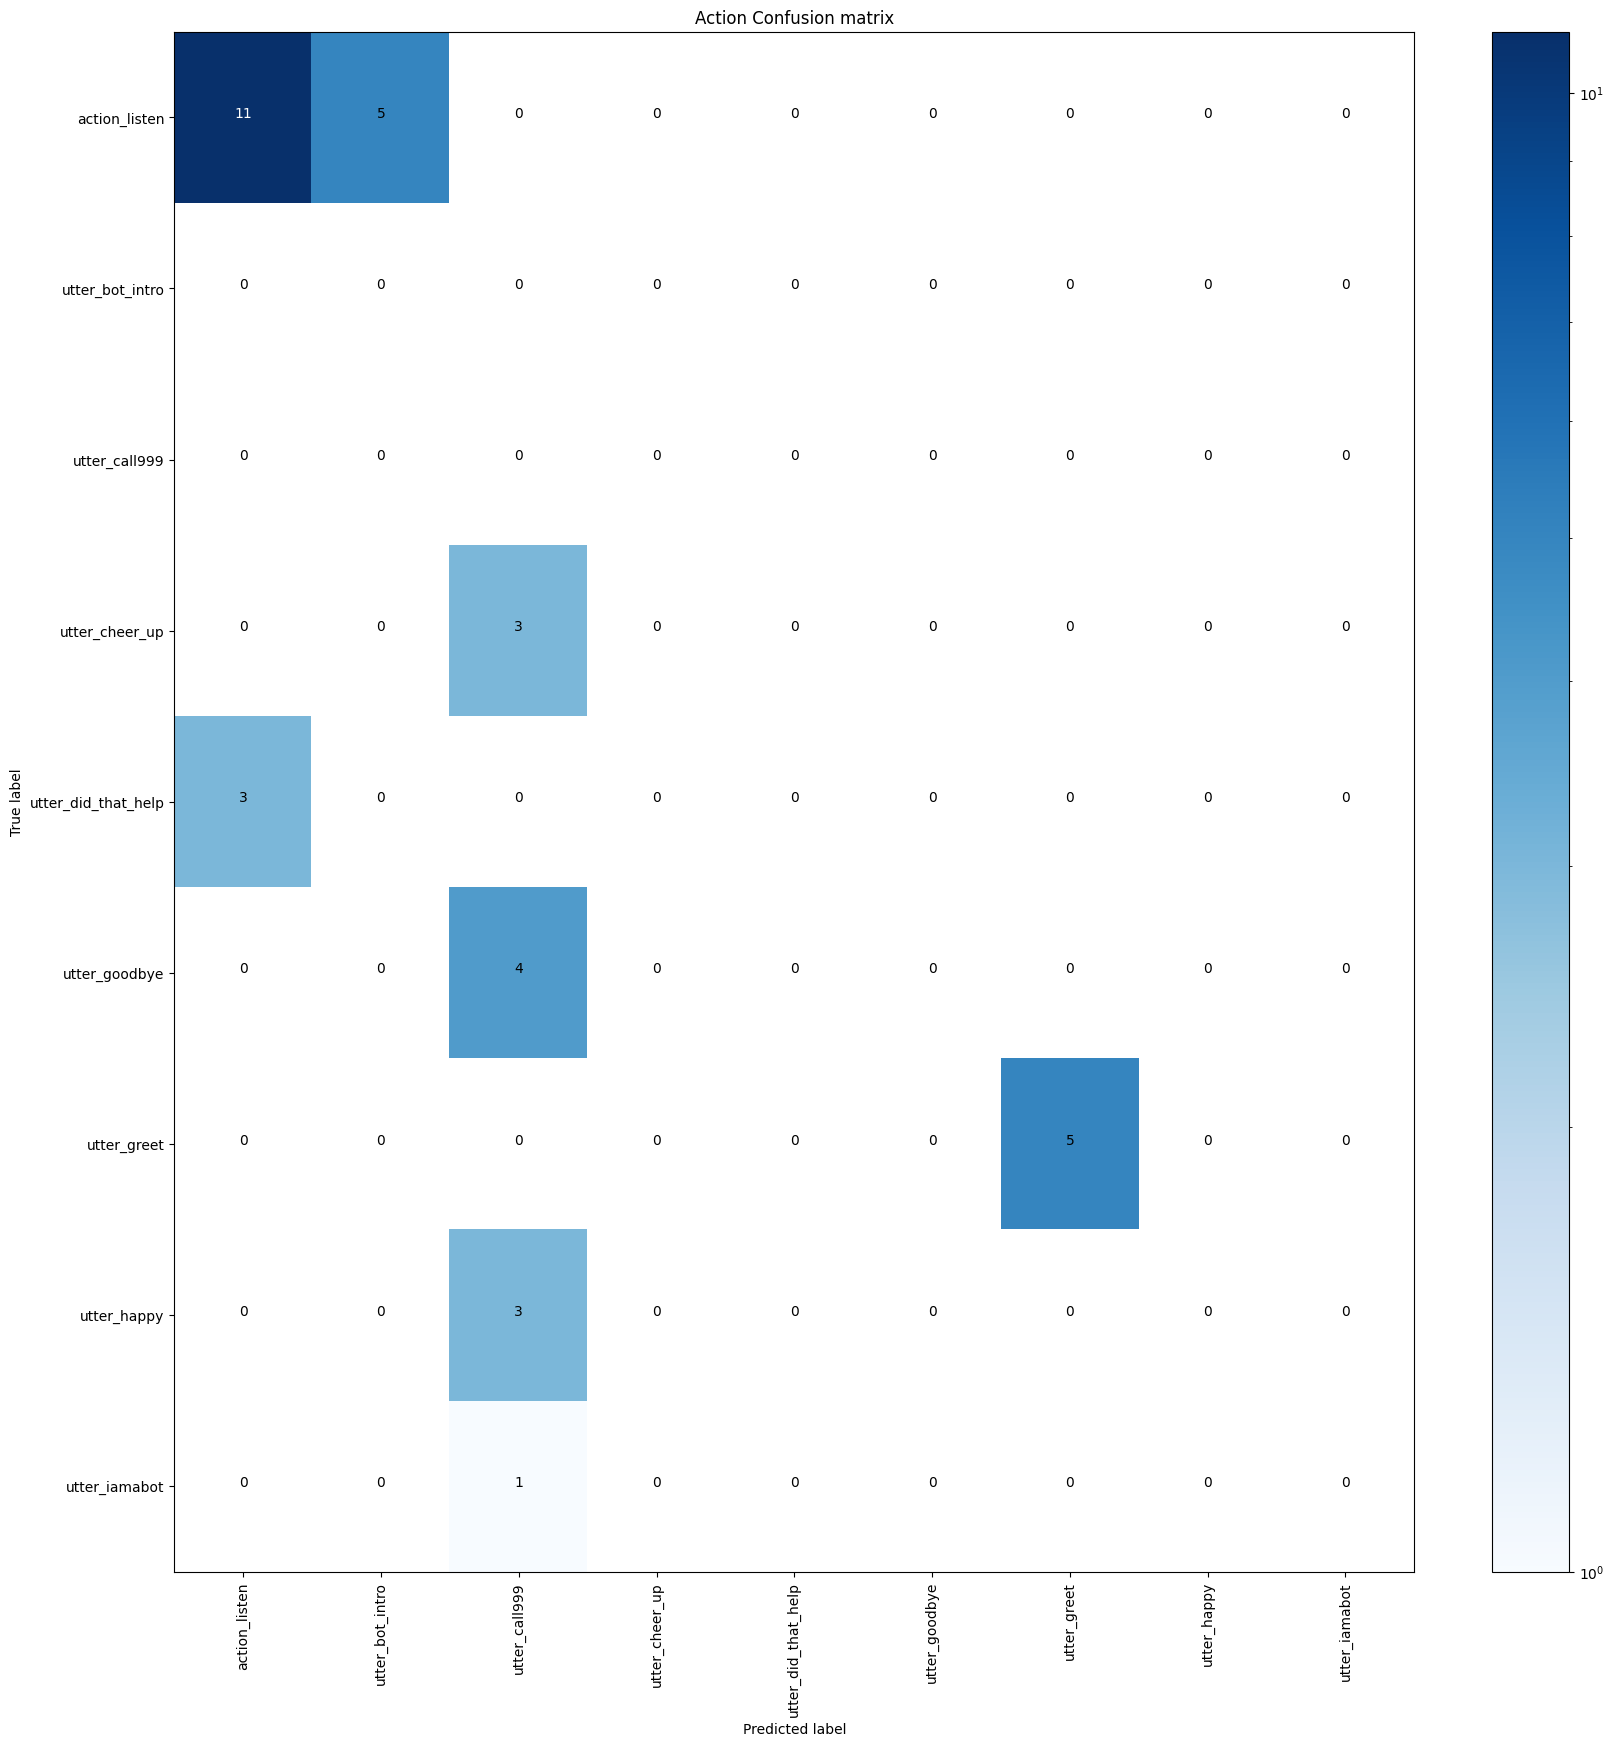 Action Confusion matrix
action_listen 11 5 0 0 0 0 0 0 0
utter_bot_intro 0 0 0 0 0 0 0 0 0
utter_call999 0 0 0 0 0 0 0 0 0
utter_cheer_up 0 0 3 0 0 0 0 0 0
utter_did_that_help 3 0 0 0 0 0 0 0 0
utter_goodbye 0 0 4 0 0 0 0 0 0
utter_greet 0 0 0 0 0 0 5 0 0
utter_happy 0 0 3 0 0 0 0 0 0
utter_iamabot 0 0 1 0 0 0 0 0 0
True label
action_listen
utter_bot_intro
utter_call999
utter_cheer_up
utter_did_that_help
utter_goodbye
utter_greet
utter_happy
utter_iamabot
Predicted label
10¹
10⁰